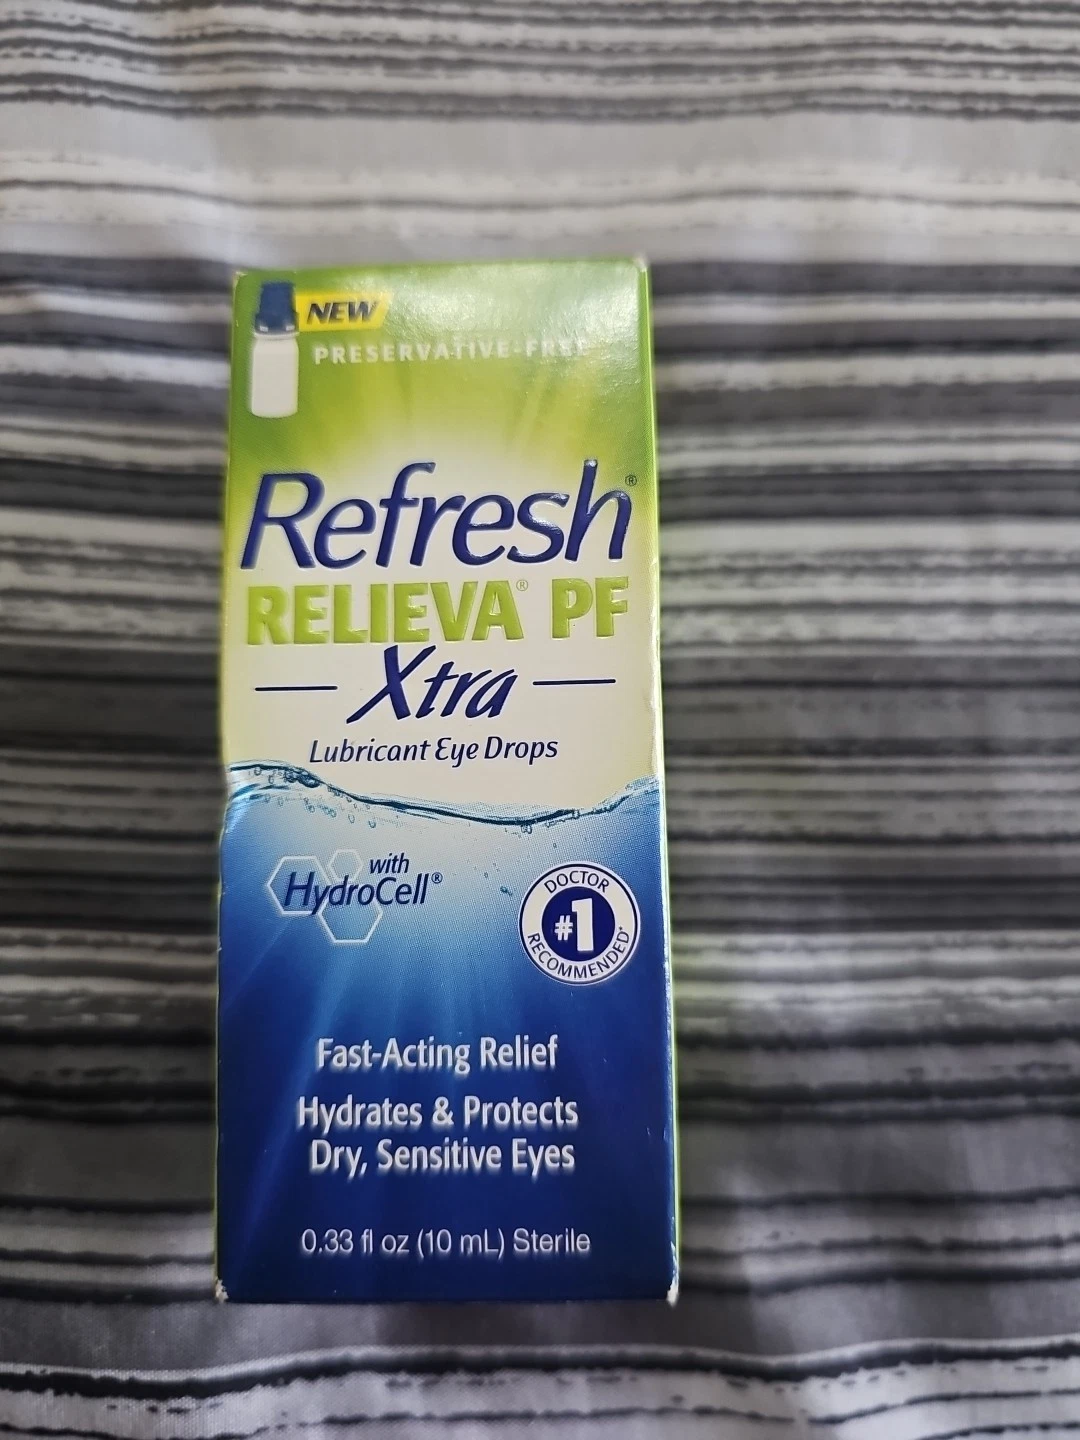 NEW
PRESERVATIVE-FREE
Refresh®
RELIEVA® PF
Xtra
Lubricant Eye Drops
with
HydroCell®
DOCTOR
#1
RECOMMENDED*
Fast-Acting Relief
Hydrates & Protects
Dry, Sensitive Eyes
0.33 fl oz (10 mL) Sterile